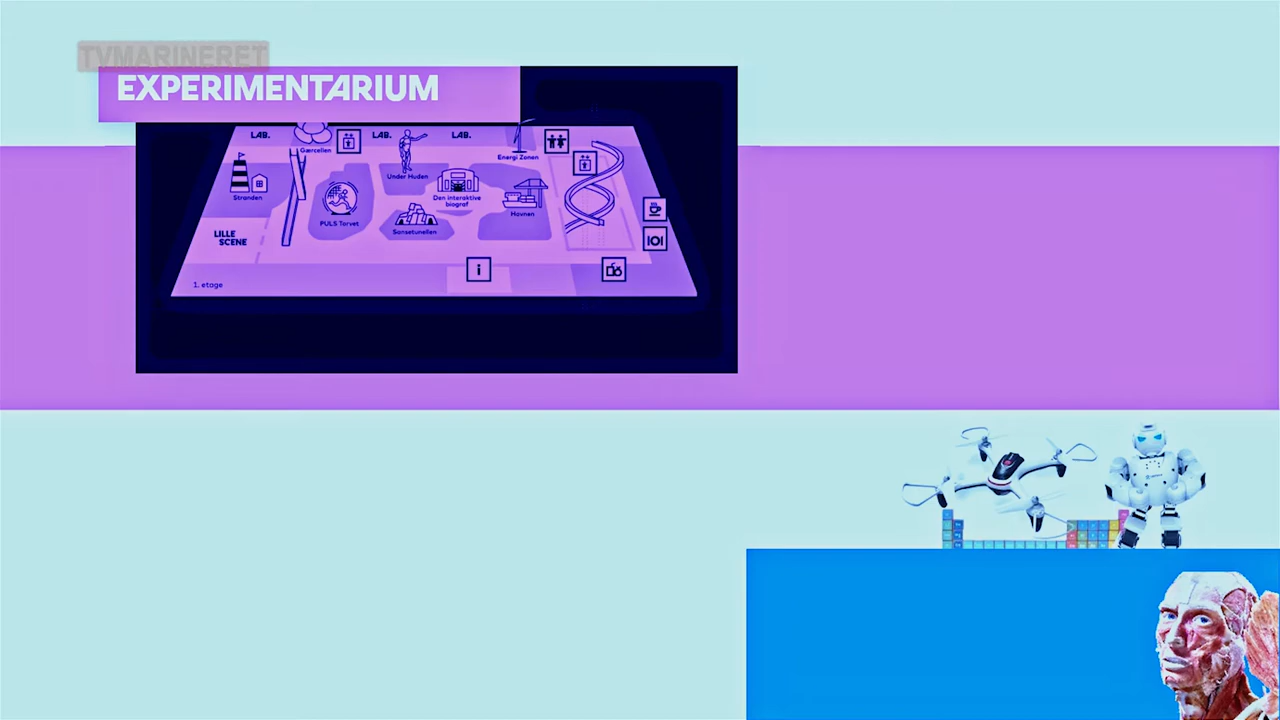 TVMARINERET
EXPERIMENTARIUM
LAB.
LAB.
LAB.
Gærcellen
Energi Zonen
Under Huden
Stranden
Den interaktive
biograf
Havnen
PULS Torvet
Sansetunellen
LILLE
SCENE
i
1. etage